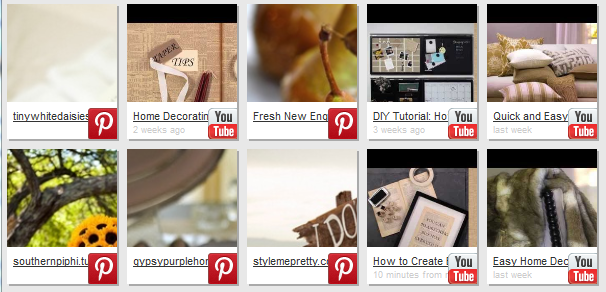 TAPER
TIPS
tinywhitedaisies
Home Decorating
2 weeks ago
You
Tube
Fresh New Eng
DIY Tutorial: Ho
3 weeks ago
You
Tube
Quick and Easy
last week
You
Tube
I DO
southernpiphi.tu
gypsypurplehor
stylemepretty.co
How to Create
10 minutes from
You
Tube
Easy Home Dec
last week
You
Tube